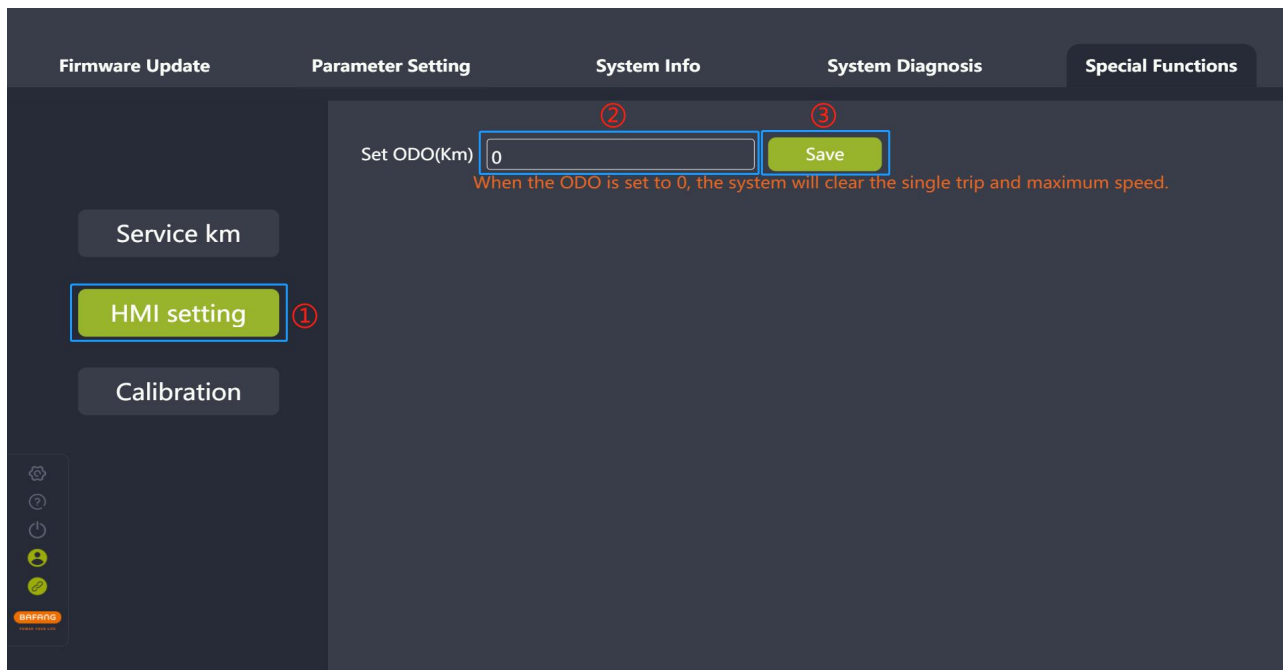 Firmware Update Parameter Setting System Info System Diagnosis Special Functions
②
③
Set ODO(Km) 0 Save
When the ODO is set to 0, the system will clear the single trip and maximum speed.
Service km
HMI setting ①
Calibration
BAFANG